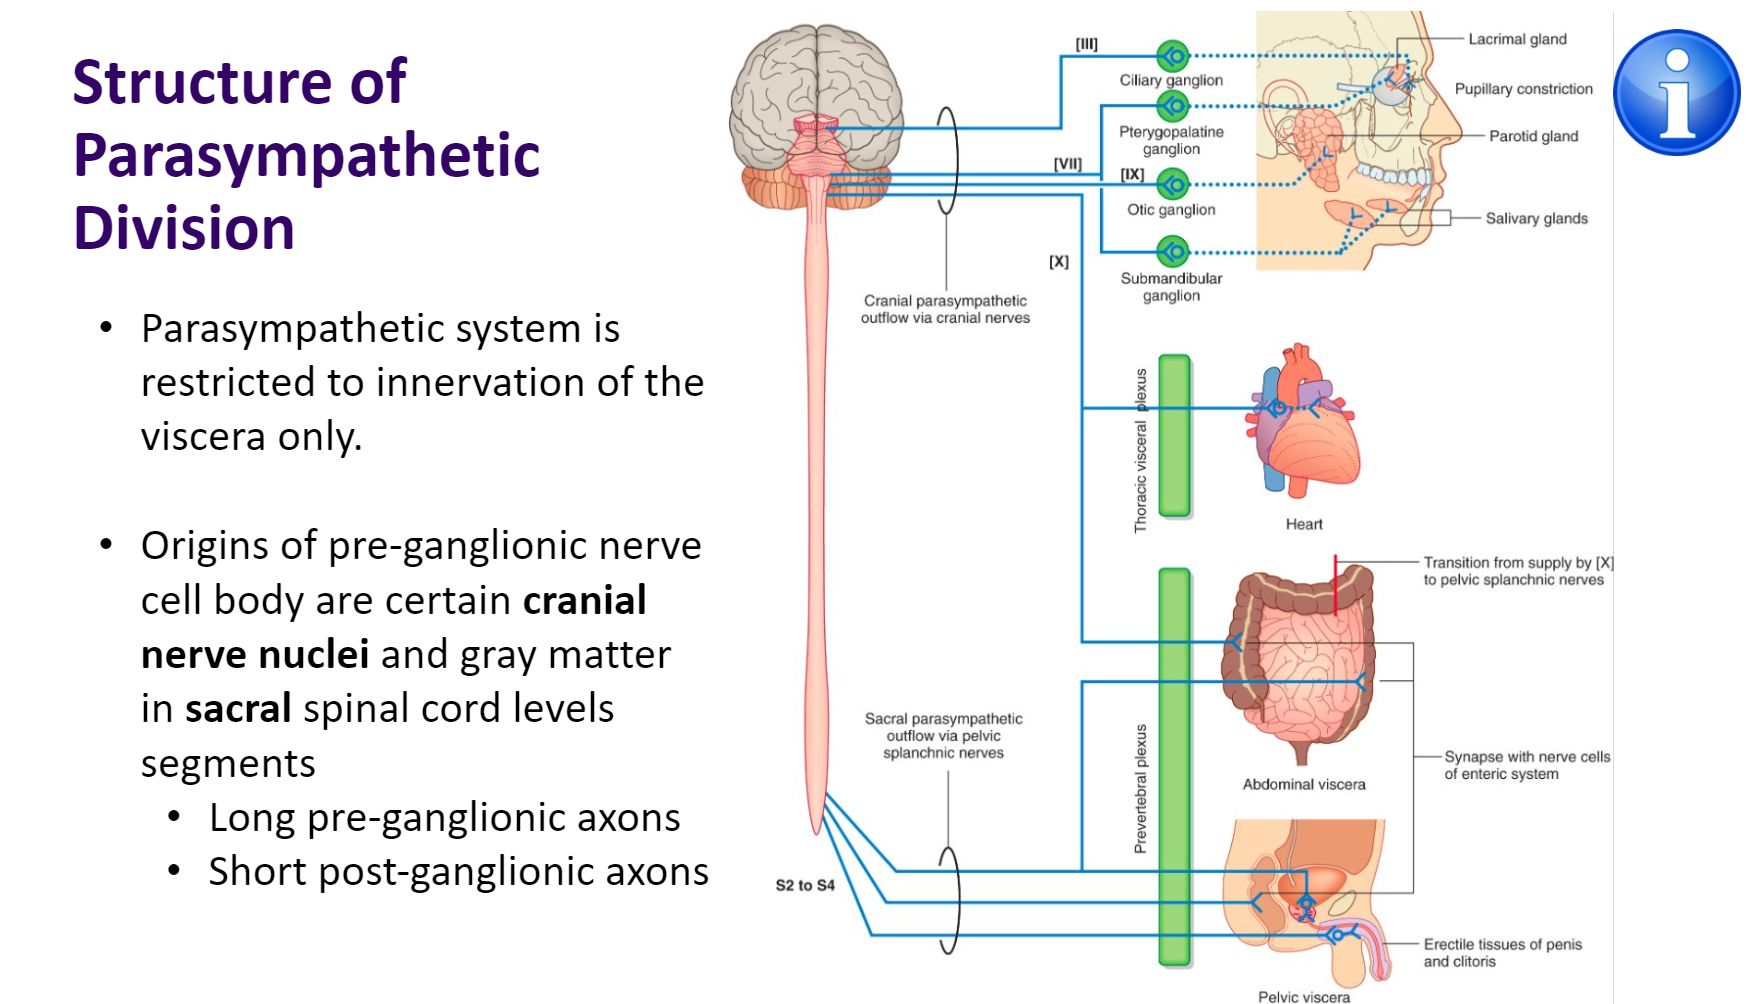 Structure of
Parasympathetic
Division
• Parasympathetic system is
restricted to innervation of the
viscera only.
• Origins of pre-ganglionic nerve
cell body are certain cranial
nerve nuclei and gray matter
in sacral spinal cord levels
segments
• Long pre-ganglionic axons
• Short post-ganglionic axons
[III]
Ciliary ganglion
Pterygopalatine
ganglion
[VII]
[IX]
Otic ganglion
[X]
Submandibular
ganglion
Lacrimal gland
Pupillary constriction
Parotid gland
Salivary glands
Cranial parasympathetic
outflow via cranial nerves
Thoracic visceral plexus
Heart
Transition from supply by [X]
to pelvic splanchnic nerves
Sacral parasympathetic
outflow via pelvic
splanchnic nerves
Prevertebral plexus
Abdominal viscera
Synapse with nerve cells
of enteric system
S2 to S4
Erectile tissues of penis
and clitoris
Pelvic viscera
i